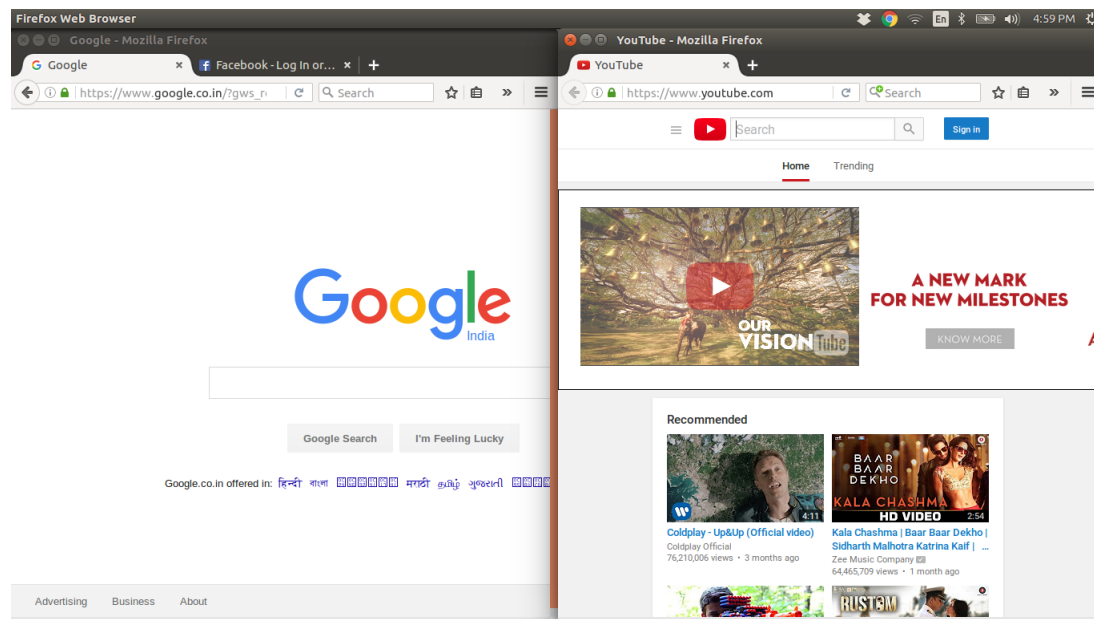 Firefox Web Browser
En
4:59 PM
Google - Mozilla Firefox
Google
Facebook - Log In or...
https://www.google.co.in/?gws_r
Search
Google
India
Google Search
I'm Feeling Lucky
Google.co.in offered in: हिन्दी বাংলা मराठी தமிழ் ગુજરાતી
Advertising Business About
YouTube - Mozilla Firefox
YouTube
https://www.youtube.com
Search
Search
Sign in
Home
Trending
OUR
VISION Tube
A NEW MARK
FOR NEW MILESTONES
KNOW MORE
Recommended
4:11
Coldplay - Up&Up (Official video)
Coldplay Official
76,210,006 views • 3 months ago
BAAR
BAAR
DEKHO
KALA CHASHMA
HD VIDEO
2:54
Kala Chashma | Baar Baar Dekho |
Sidharth Malhotra Katrina Kaif | ...
Zee Music Company
64,465,709 views • 1 month ago
RUSTOM